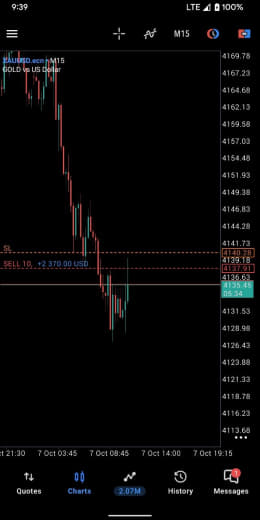 9:39
LTE 100%
M15
XAUUSD.ecn • M15
GOLD vs US Dollar
4169.78
4167.23
4164.68
4162.13
4159.58
4157.03
4154.48
4151.93
4149.38
4146.83
4144.28
4141.73
SL
4140.28
4139.18
SELL 10, +2 370.00 USD
4137.91
4136.63
4135.45
05:34
4131.53
4128.98
4126.43
4123.88
4121.33
4118.78
4116.23
4113.68
ct 21:30
7 Oct 03:45
7 Oct 08:45
7 Oct 14:00
7 Oct 19:15
Quotes
Charts
2.07M
History
1
Messages